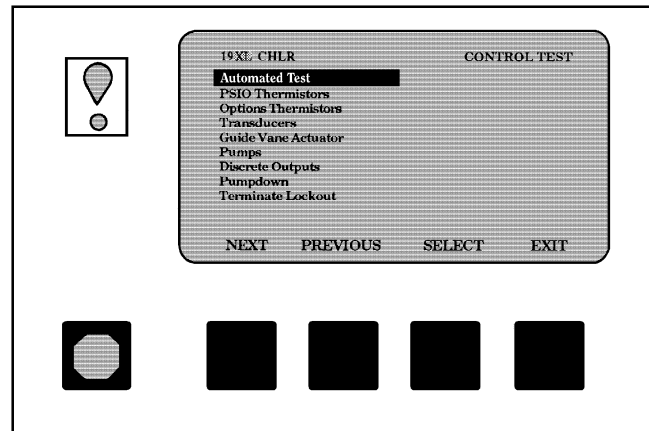 19XL CHLR CONTROL TEST
Automated Test
PSIO Thermistors
Options Thermistors
Transducers
Guide Vane Actuator
Pumps
Discrete Outputs
Pumpdown
Terminate Lockout
NEXT PREVIOUS SELECT EXIT